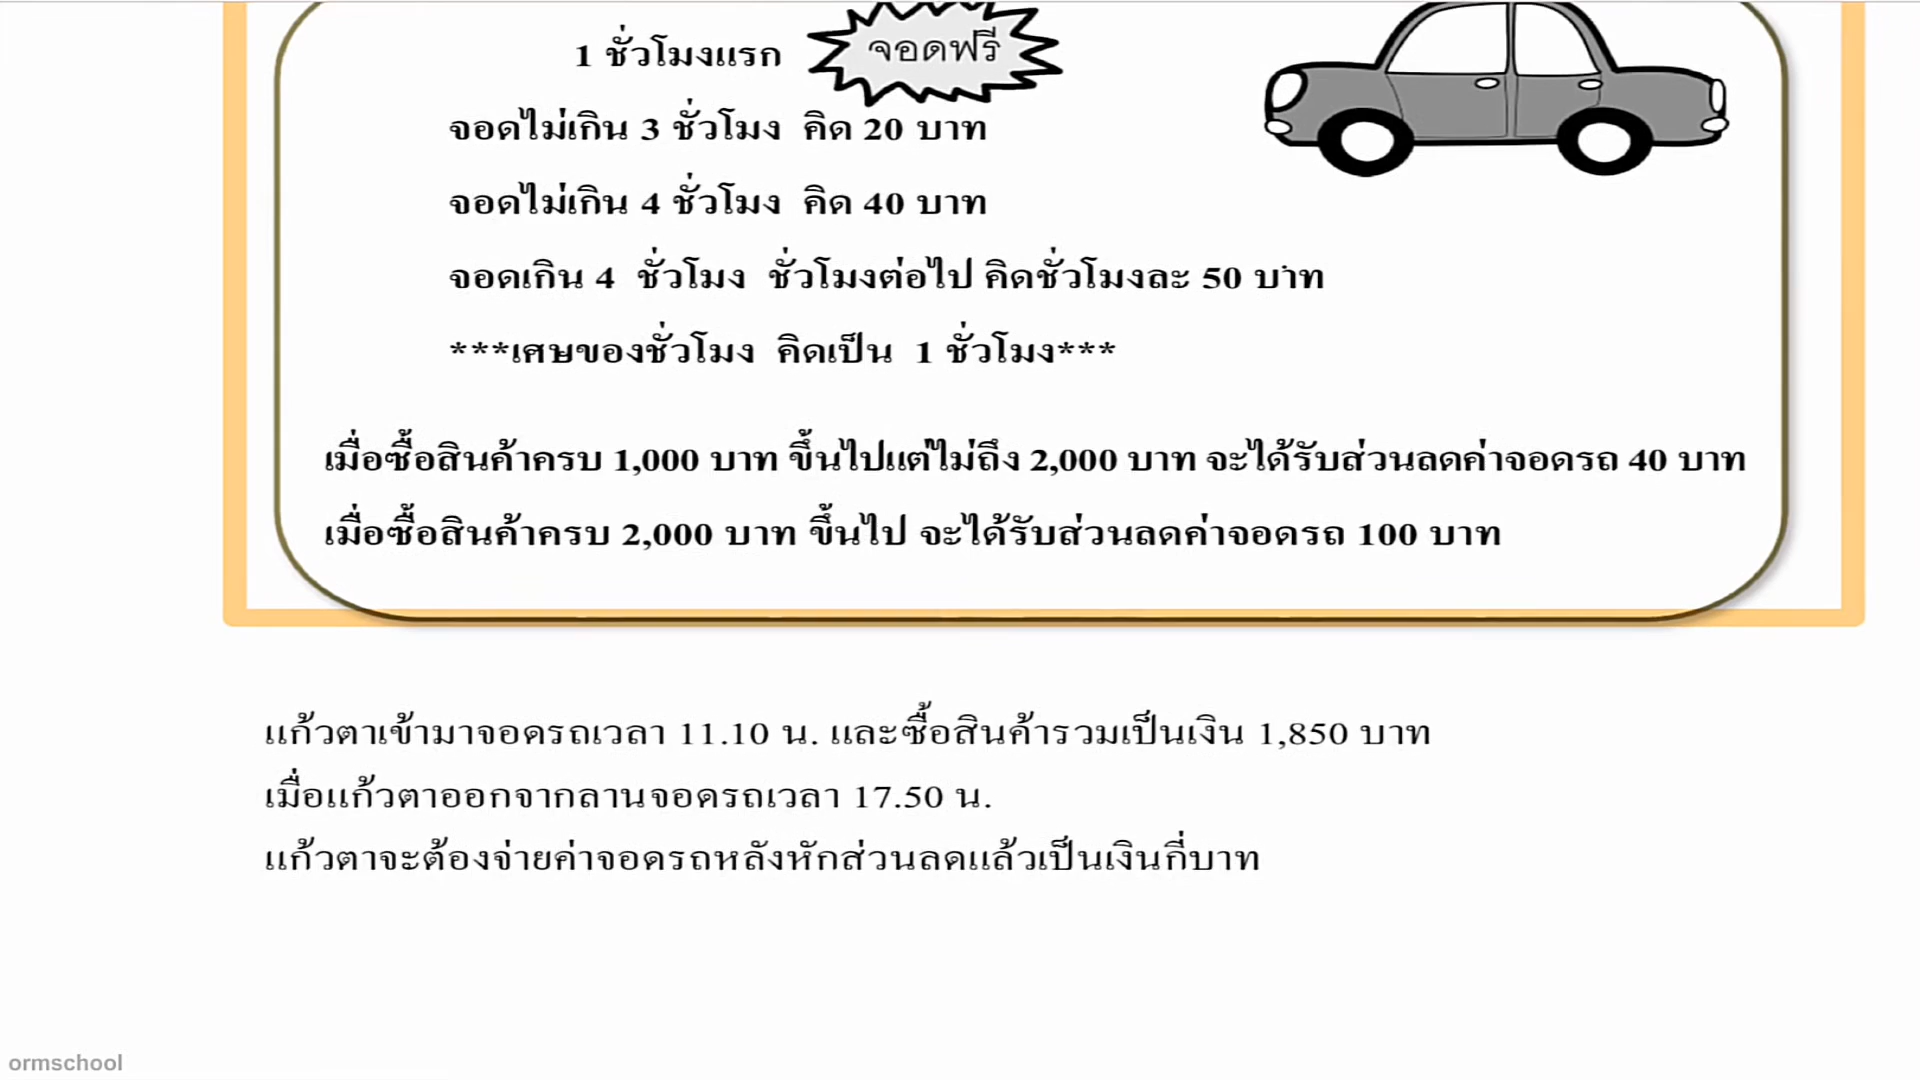 1 ชั่วโมงแรก จอดฟรี
จอดไม่เกิน 3 ชั่วโมง คิด 20 บาท
จอดไม่เกิน 4 ชั่วโมง คิด 40 บาท
จอดเกิน 4 ชั่วโมง ชั่วโมงต่อไป คิดชั่วโมงละ 50 บาท
***เศษของชั่วโมง คิดเป็น 1 ชั่วโมง***
เมื่อซื้อสินค้าครบ 1,000 บาท ขึ้นไปแต่ไม่ถึง 2,000 บาท จะได้รับส่วนลดค่าจอดรถ 40 บาท
เมื่อซื้อสินค้าครบ 2,000 บาท ขึ้นไป จะได้รับส่วนลดค่าจอดรถ 100 บาท
แก้วตาเข้ามาจอดรถเวลา 11.10 น. และซื้อสินค้ารวมเป็นเงิน 1,850 บาท
เมื่อแก้วตาออกจากลานจอดรถเวลา 17.50 น.
แก้วตาจะต้องจ่ายค่าจอดรถหลังหักส่วนลดแล้วเป็นเงินกี่บาท
ormschool